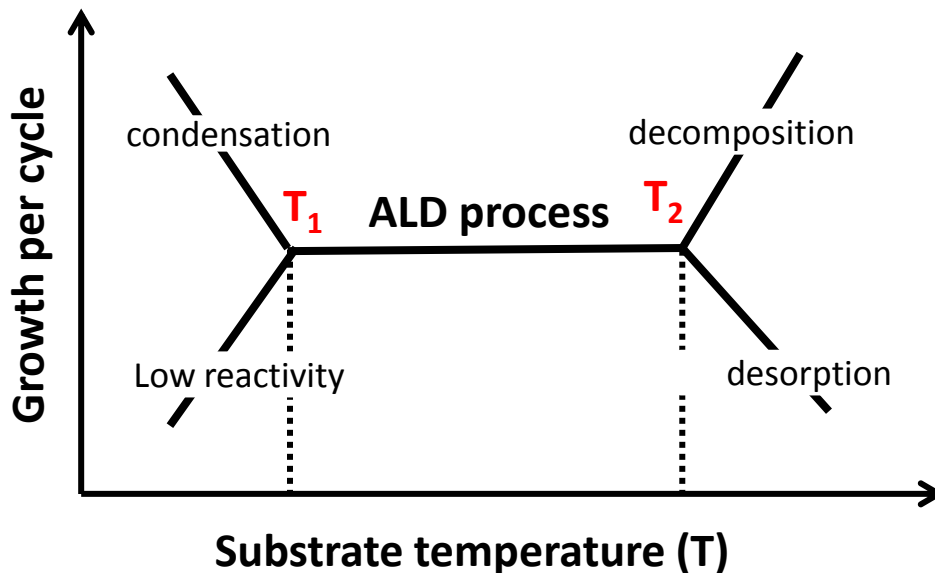 Growth per cycle
condensation
decomposition
T₁
ALD process
T₂
Low reactivity
desorption
Substrate temperature (T)